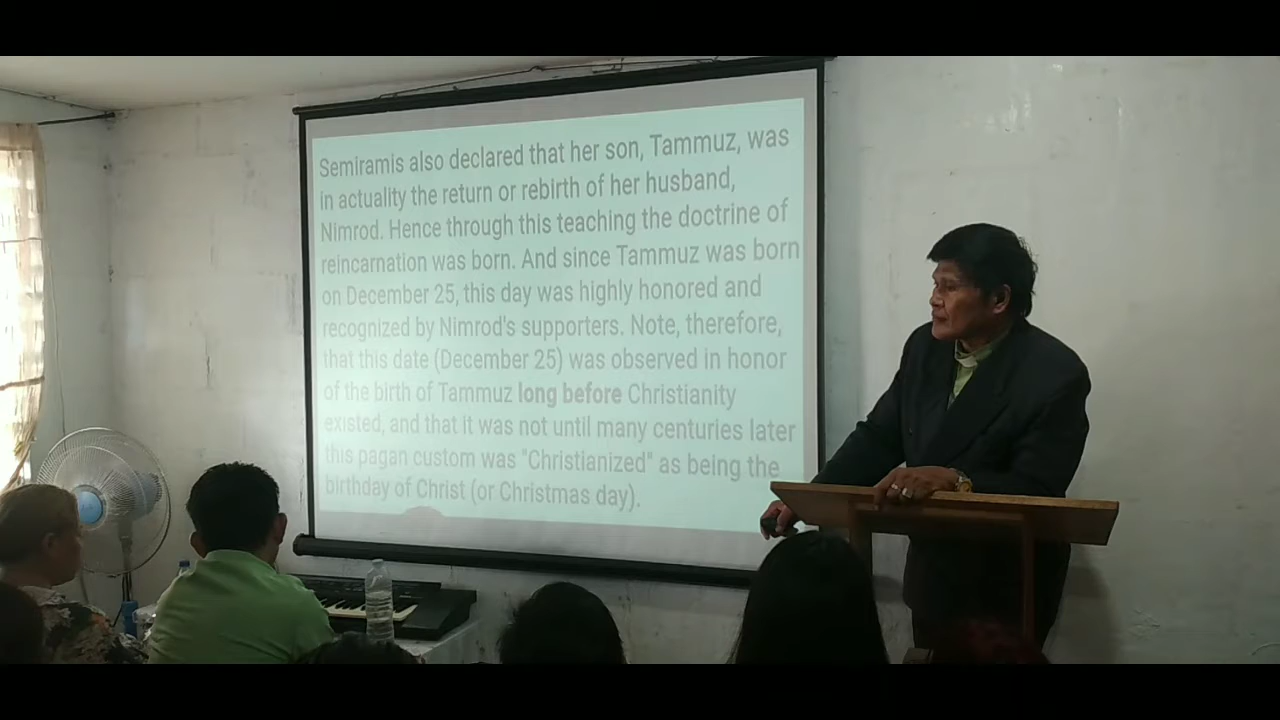 Semiramis also declared that her son, Tammuz, was
in actuality the return or rebirth of her husband,
Nimrod. Hence through this teaching the doctrine of
reincarnation was born. And since Tammuz was born
on December 25, this day was highly honored and
recognized by Nimrod's supporters. Note, therefore,
that this date (December 25) was observed in honor
of the birth of Tammuz long before Christianity
existed, and that it was not until many centuries later
this pagan custom was "Christianized" as being the
birthday of Christ (or Christmas day).